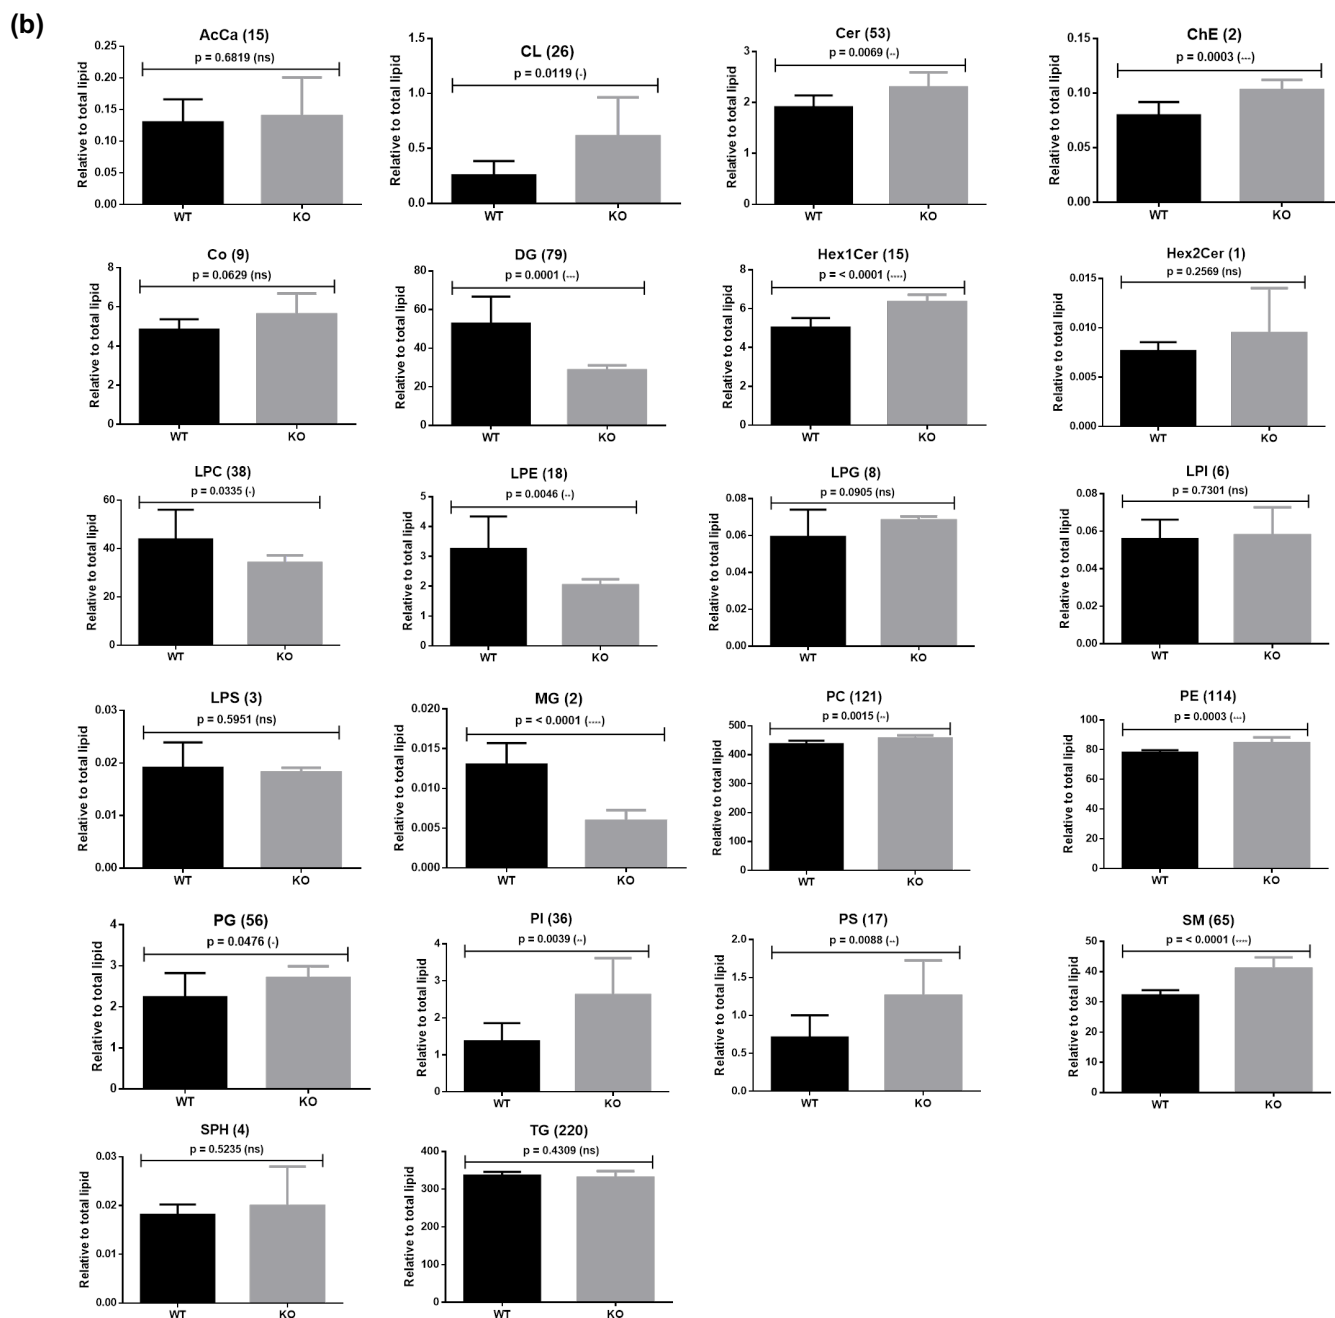 (b)
AcCa (15)
p = 0.6819 (ns)
Relative to total lipid
0.25
0.20
0.15
0.10
0.05
0.00
WT
KO
CL (26)
p = 0.0119 (*)
Relative to total lipid
1.5
1.0
0.5
0.0
WT
KO
Cer (53)
p = 0.0069 (**)
Relative to total lipid
3
2
1
0
WT
KO
ChE (2)
p = 0.0003 (***)
Relative to total lipid
0.15
0.10
0.05
0.00
WT
KO
Co (9)
p = 0.0629 (ns)
Relative to total lipid
8
6
4
2
0
WT
KO
DG (79)
p = 0.0001 (***)
Relative to total lipid
80
60
40
20
0
WT
KO
Hex1Cer (15)
p = < 0.0001 (****)
Relative to total lipid
8
6
4
2
0
WT
KO
Hex2Cer (1)
p = 0.2569 (ns)
Relative to total lipid
0.015
0.010
0.005
0.000
WT
KO
LPC (38)
p = 0.0335 (*)
Relative to total lipid
60
40
20
0
WT
KO
LPE (18)
p = 0.0046 (**)
Relative to total lipid
5
4
3
2
1
0
WT
KO
LPG (8)
p = 0.0905 (ns)
Relative to total lipid
0.08
0.06
0.04
0.02
0.00
WT
KO
LPI (6)
p = 0.7301 (ns)
Relative to total lipid
0.08
0.06
0.04
0.02
0.00
WT
KO
LPS (3)
p = 0.5951 (ns)
Relative to total lipid
0.03
0.02
0.01
0.00
WT
KO
MG (2)
p = < 0.0001 (****)
Relative to total lipid
0.020
0.015
0.010
0.005
0.000
WT
KO
PC (121)
p = 0.0015 (**)
Relative to total lipid
500
400
300
200
100
0
WT
KO
PE (114)
p = 0.0003 (***)
Relative to total lipid
100
80
60
40
20
0
WT
KO
PG (56)
p = 0.0476 (*)
Relative to total lipid
4
3
2
1
0
WT
KO
PI (36)
p = 0.0039 (**)
Relative to total lipid
4
3
2
1
0
WT
KO
PS (17)
p = 0.0088 (**)
Relative to total lipid
2.0
1.5
1.0
0.5
0.0
WT
KO
SM (65)
p = < 0.0001 (****)
Relative to total lipid
50
40
30
20
10
0
WT
KO
SPH (4)
p = 0.5235 (ns)
Relative to total lipid
0.03
0.02
0.01
0.00
WT
KO
TG (220)
p = 0.4309 (ns)
Relative to total lipid
400
300
200
100
0
WT
KO